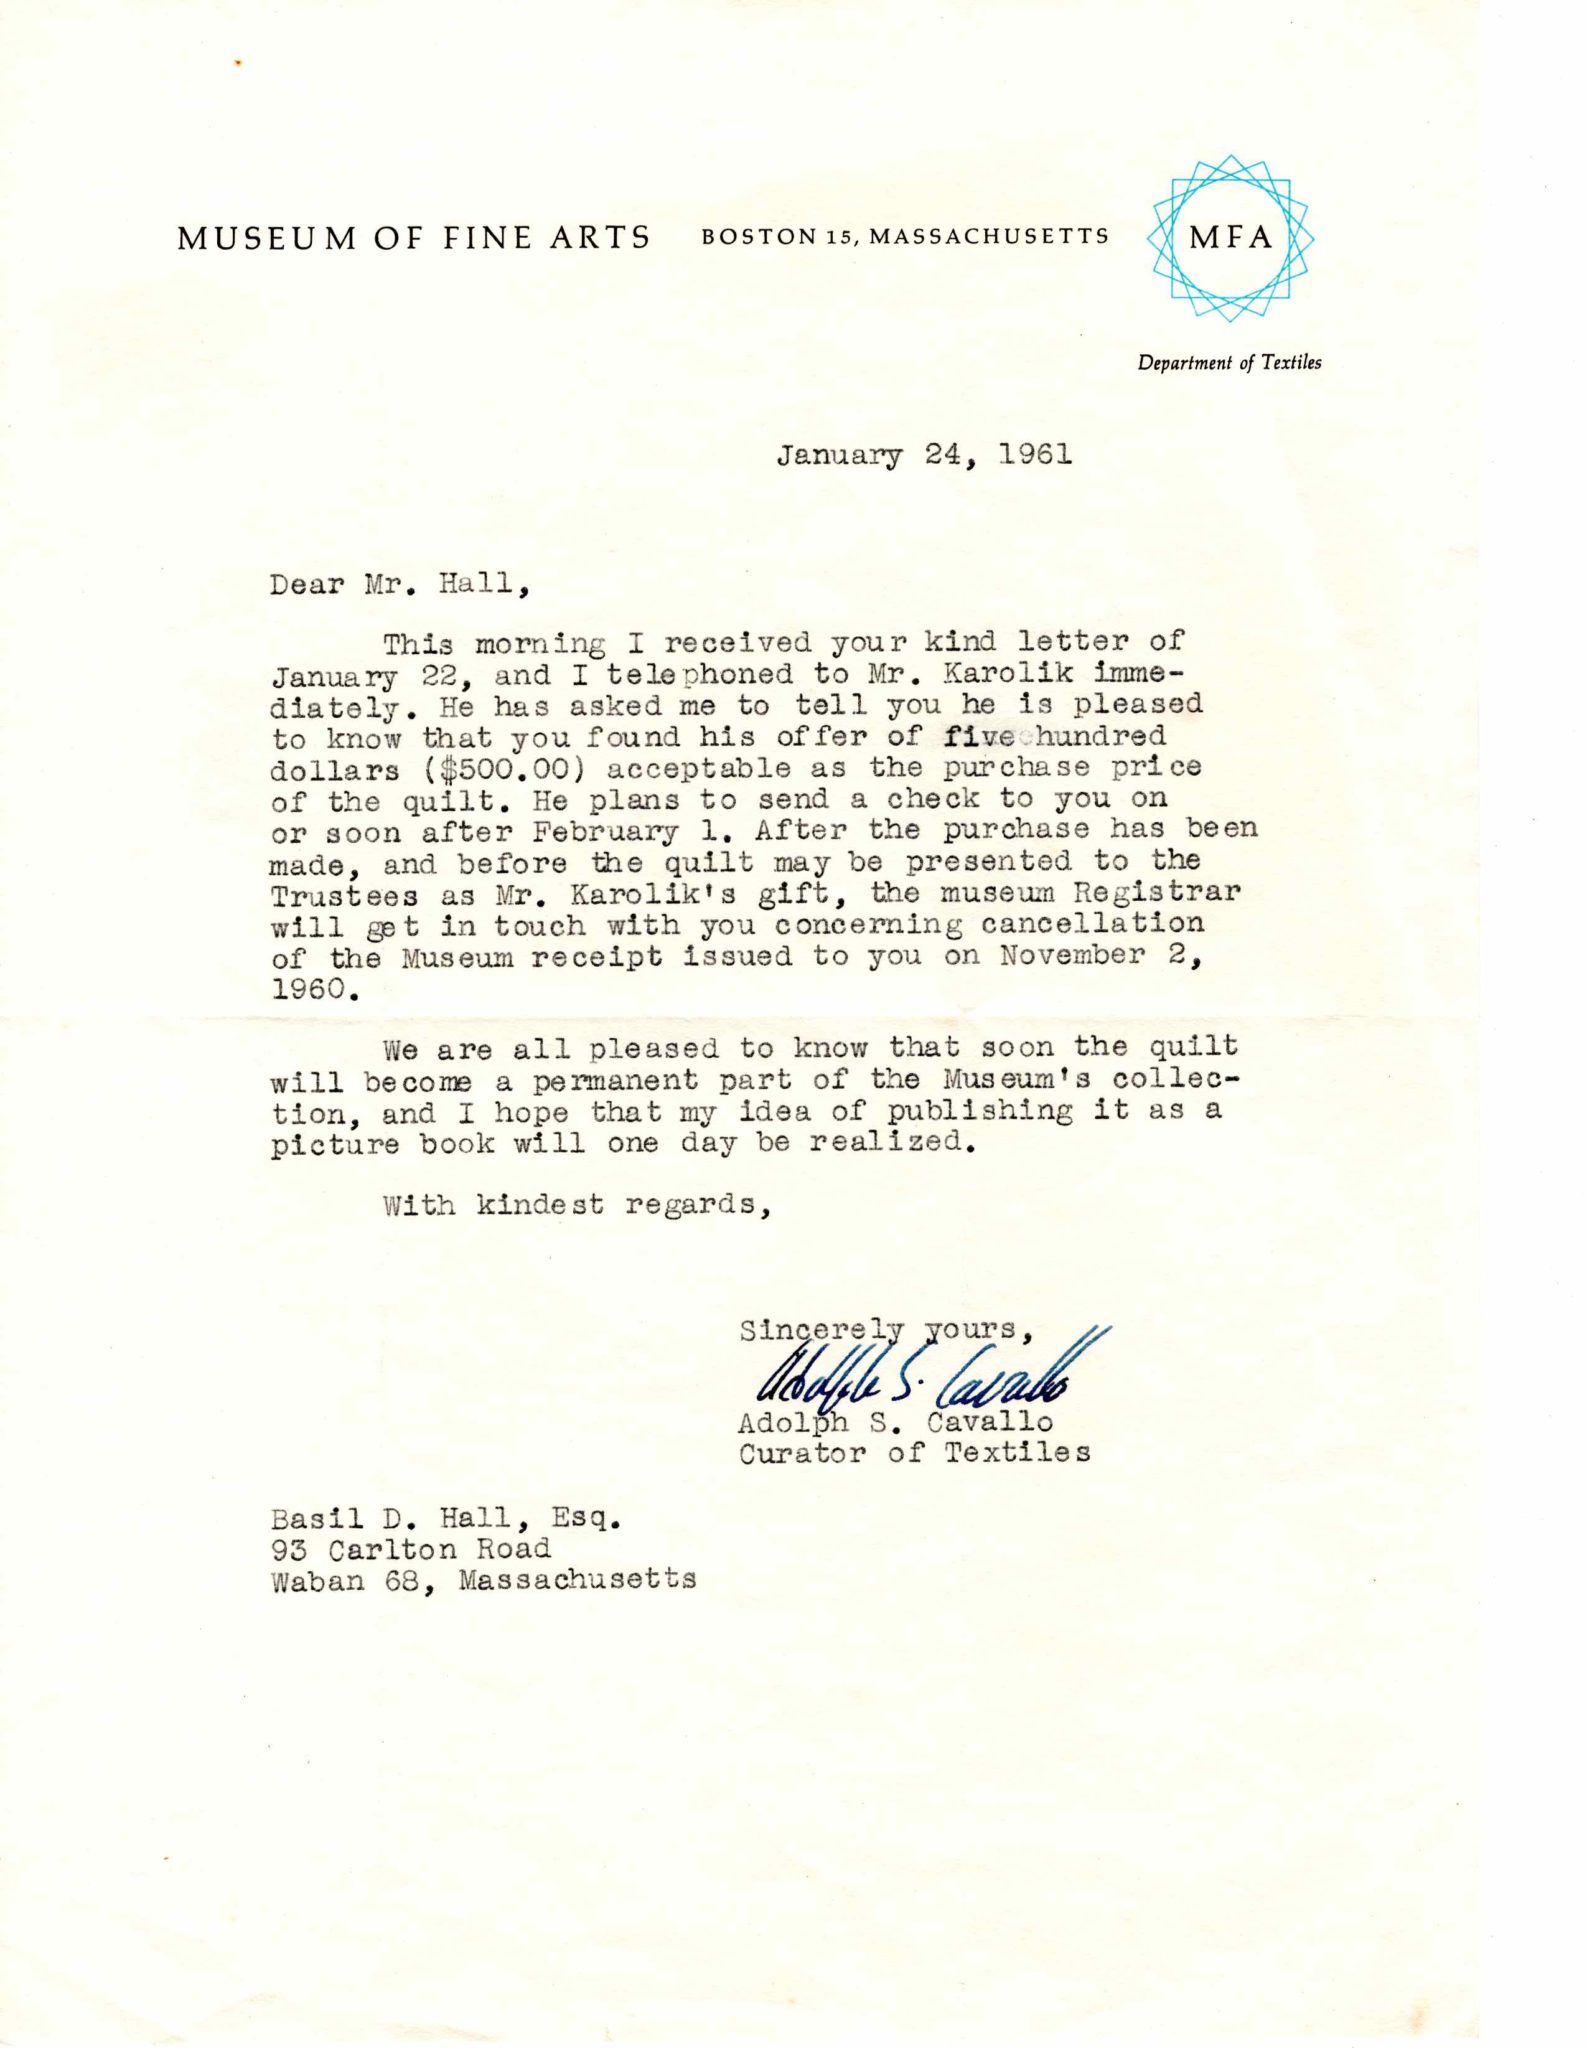 MUSEUM OF FINE ARTS BOSTON 15, MASSACHUSETTS MFA
Department of Textiles
January 24, 1961
Dear Mr. Hall,
This morning I received your kind letter of
January 22, and I telephoned to Mr. Karolik imme-
diately. He has asked me to tell you he is pleased
to know that you found his offer of five hundred
dollars ($500.00) acceptable as the purchase price
of the quilt. He plans to send a check to you on
or soon after February 1. After the purchase has been
made, and before the quilt may be presented to the
Trustees as Mr. Karolik's gift, the museum Registrar
will get in touch with you concerning cancellation
of the Museum receipt issued to you on November 2,
1960.
We are all pleased to know that soon the quilt
will become a permanent part of the Museum's collec-
tion, and I hope that my idea of publishing it as a
picture book will one day be realized.
With kindest regards,
Sincerely yours,
Adolph S. Cavallo
Adolph S. Cavallo
Curator of Textiles
Basil D. Hall, Esq.
93 Carlton Road
Waban 68, Massachusetts